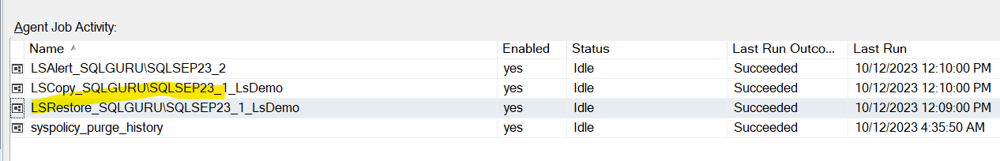 Agent Job Activity:
Name Enabled Status Last Run Outco... Last Run
LSAlert_SQLGURU\SQLSEP23_2 yes Idle Succeeded 10/12/2023 12:10:00 PM
LSCopy_SQLGURU\SQLSEP23_1_LsDemo yes Idle Succeeded 10/12/2023 12:10:00 PM
LSRestore_SQLGURU\SQLSEP23_1_LsDemo yes Idle Succeeded 10/12/2023 12:09:00 PM
syspolicy_purge_history yes Idle Succeeded 10/12/2023 4:35:50 AM